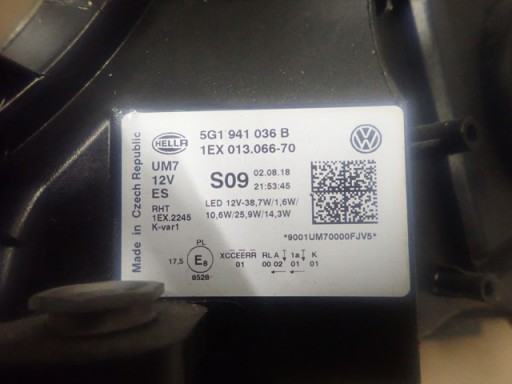 Made in Czech Republic
HELLA
5G1 941 036 B
1EX 013.066-70
UM7
12V
ES
S09
02.08.18
21:53:45
RHT
1EX.2245
K-var1
LED 12V-38,7W/1,6W/
10,6W/25,9W/14,3W
*9001UM70000FJV5*
PL
17,5 E8 XCCEERR RL A 1a K
01 00 02 01 01
0520